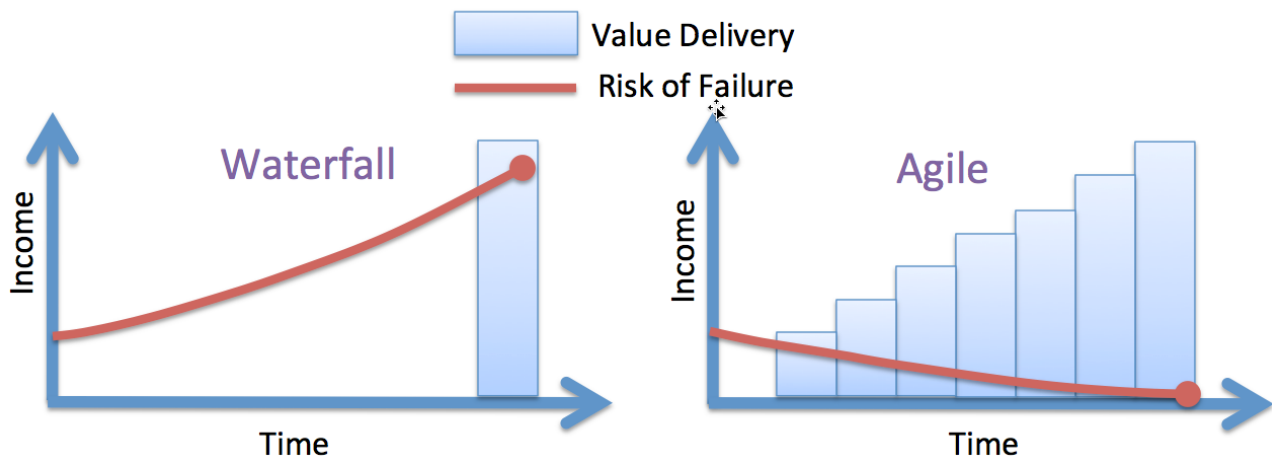 Value Delivery
Risk of Failure
Waterfall
Income
Time
Agile
Income
Time